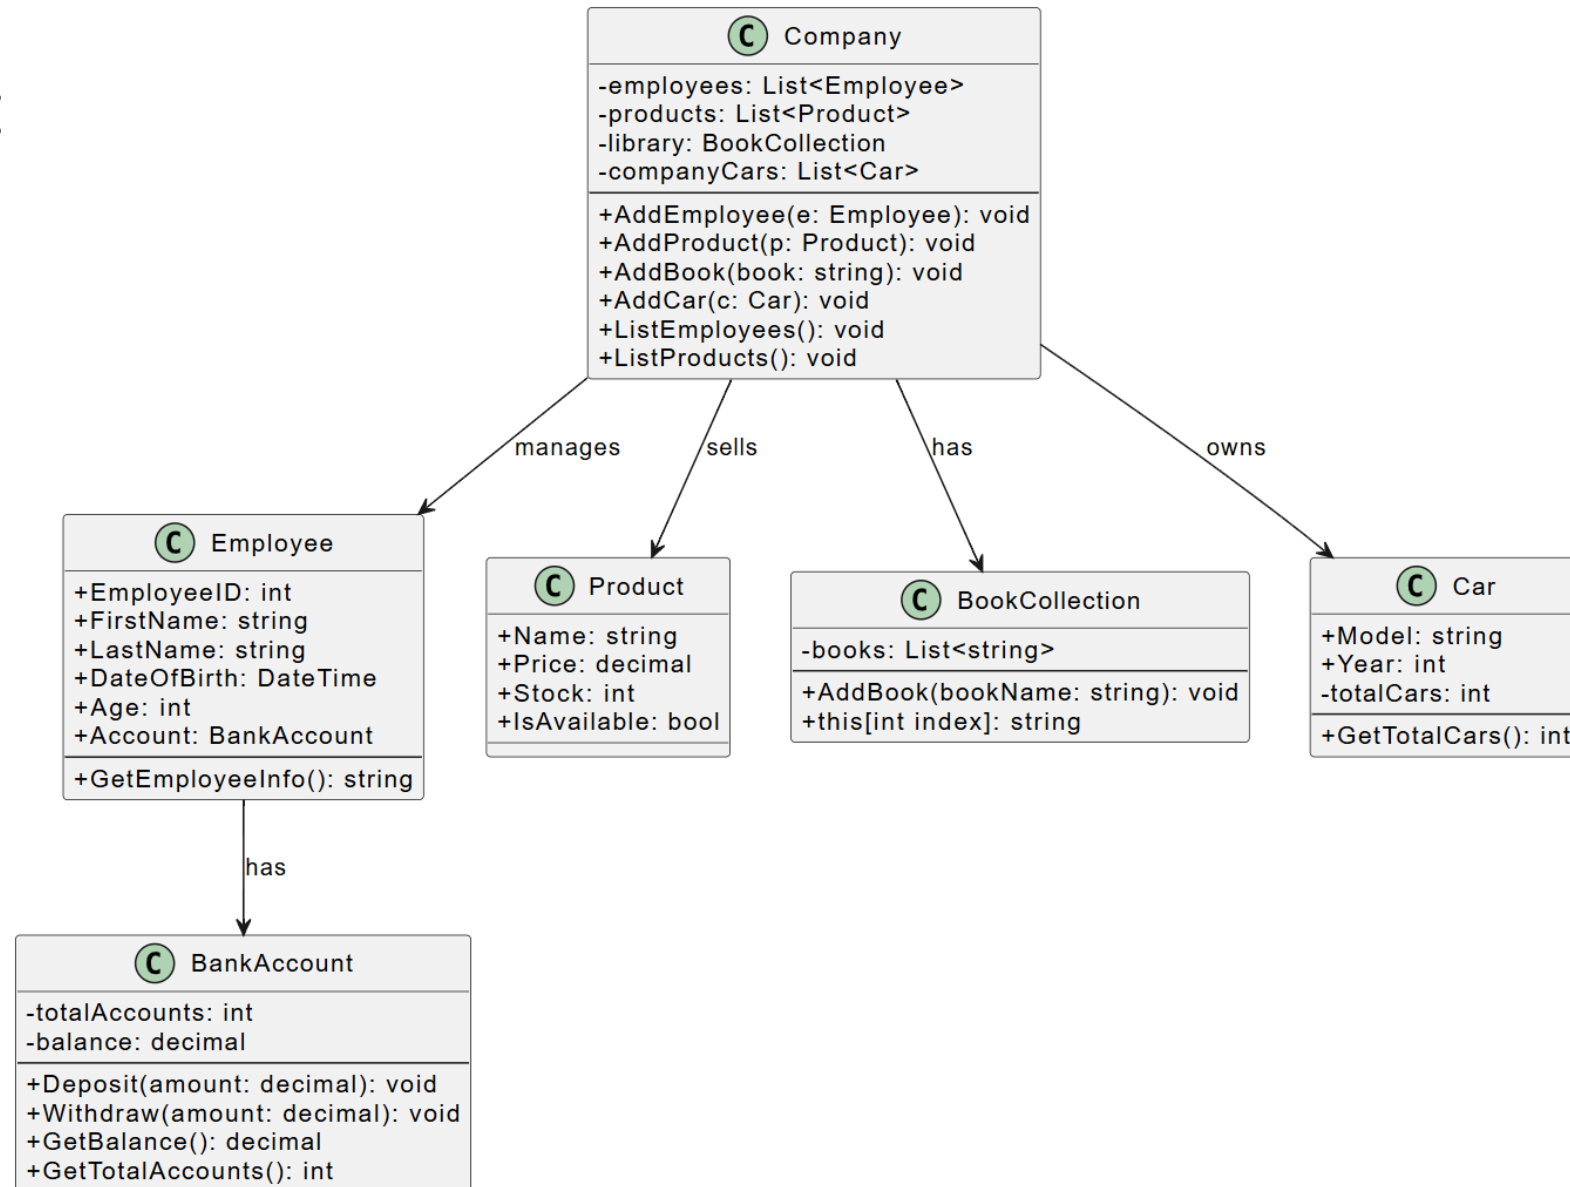 C Company
-employees: List<Employee>
-products: List<Product>
-library: BookCollection
-companyCars: List<Car>
+AddEmployee(e: Employee): void
+AddProduct(p: Product): void
+AddBook(book: string): void
+AddCar(c: Car): void
+ListEmployees(): void
+ListProducts(): void
manages
sells
has
owns
C Employee
+EmployeeID: int
+FirstName: string
+LastName: string
+DateOfBirth: DateTime
+Age: int
+Account: BankAccount
+GetEmployeeInfo(): string
C Product
+Name: string
+Price: decimal
+Stock: int
+IsAvailable: bool
C BookCollection
-books: List<string>
+AddBook(bookName: string): void
+this[int index]: string
C Car
+Model: string
+Year: int
-totalCars: int
+GetTotalCars(): int
has
C BankAccount
-totalAccounts: int
-balance: decimal
+Deposit(amount: decimal): void
+Withdraw(amount: decimal): void
+GetBalance(): decimal
+GetTotalAccounts(): int